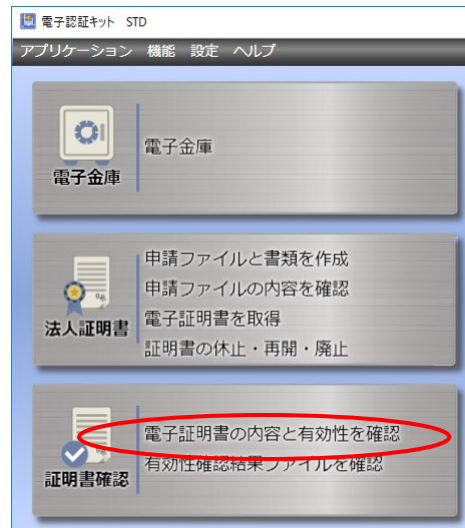 電子認証キット STD
アプリケーション 機能 設定 ヘルプ
電子金庫
電子金庫
申請ファイルと書類を作成
申請ファイルの内容を確認
電子証明書を取得
証明書の休止・再開・廃止
法人証明書
電子証明書の内容と有効性を確認
有効性確認結果ファイルを確認
証明書確認